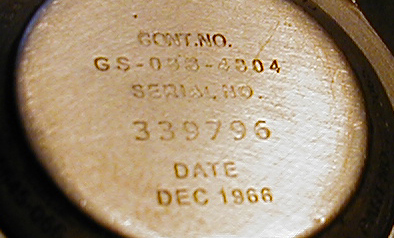 CONT.NO.
SERIAL NO.
339796
DATE
DEC 1966